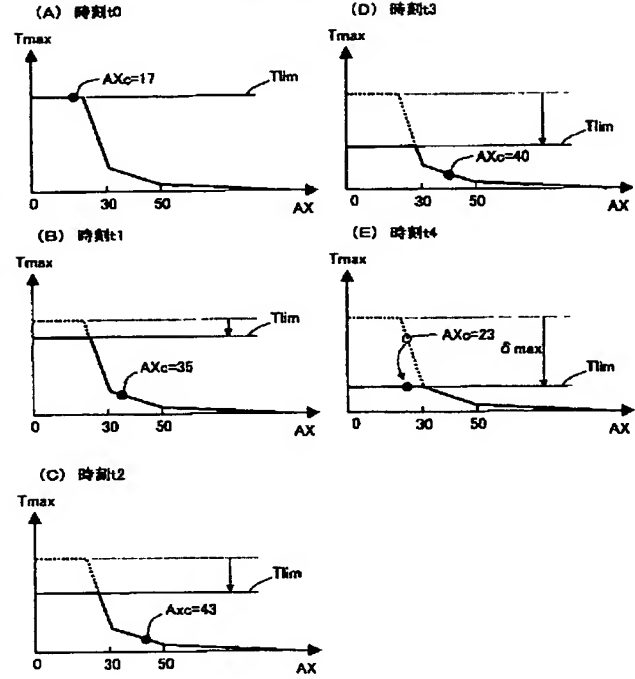 (A) 時刻t0
Tmax
AXc=17
Tlim
0 30 50 AX
(B) 時刻t1
Tmax
Tlim
AXc=35
0 30 50 AX
(C) 時刻t2
Tmax
Tlim
Axc=43
0 30 50 AX
(D) 時刻t3
Tmax
Tlim
AXc=40
0 30 50 AX
(E) 時刻t4
Tmax
AXc=23
δmax
Tlim
0 30 50 AX